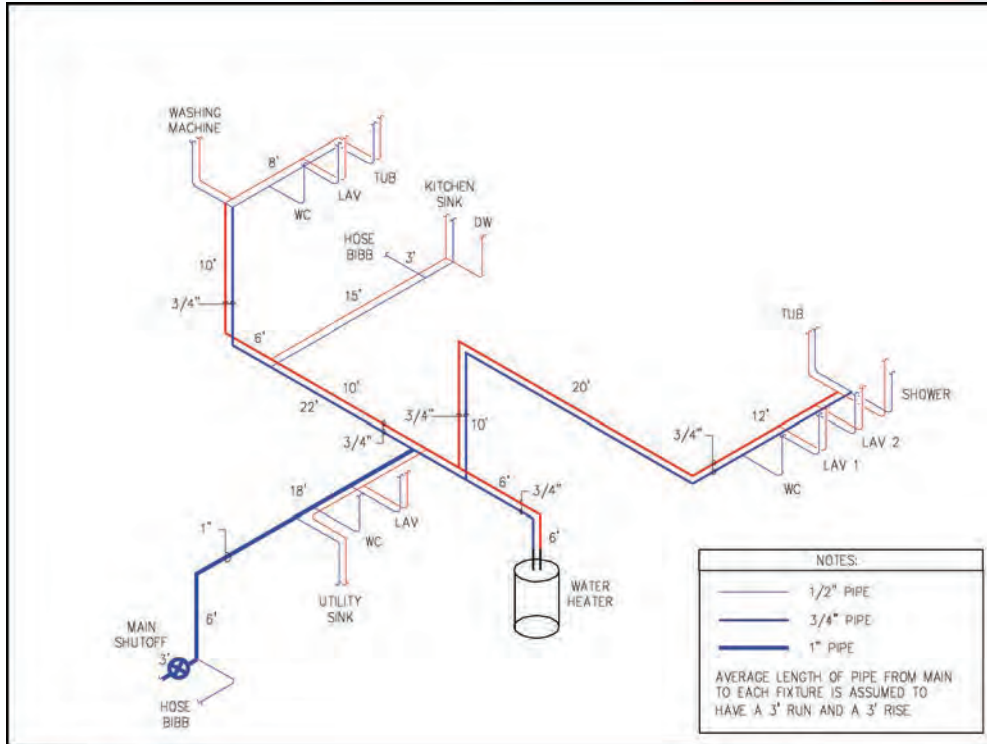 WASHING
MACHINE
8'
TUB
LAV
WC
KITCHEN
SINK
DW
HOSE
BIBB
3'
10'
15'
3/4"
6'
TUB
10'
20'
22'
3/4"
10'
12'
SHOWER
3/4"
3/4"
LAV 2
LAV 1
WC
6'
3/4"
18'
LAV
1"
WC
6'
UTILITY
SINK
WATER
HEATER
6'
MAIN
SHUTOFF
3'
HOSE
BIBB
NOTES:
1/2" PIPE
3/4" PIPE
1" PIPE
AVERAGE LENGTH OF PIPE FROM MAIN
TO EACH FIXTURE IS ASSUMED TO
HAVE A 3' RUN AND A 3' RISE